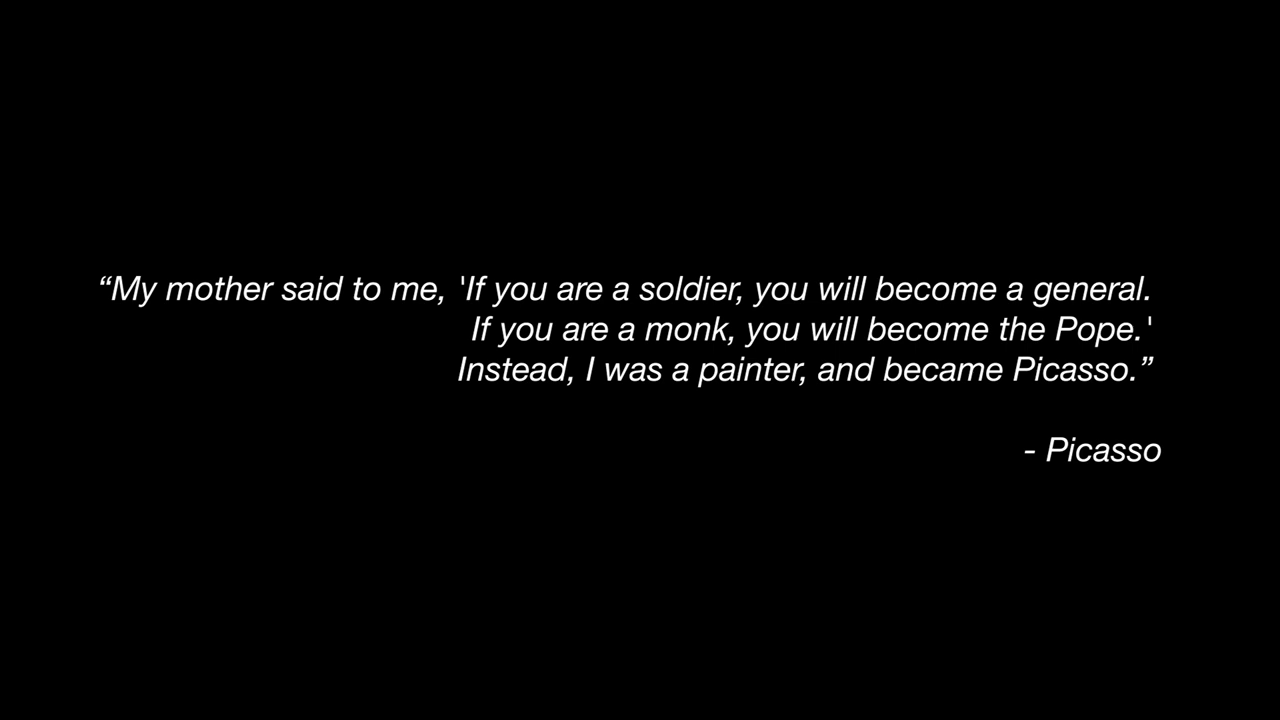 “My mother said to me, 'If you are a soldier, you will become a general.
If you are a monk, you will become the Pope.'
Instead, I was a painter, and became Picasso.”
- Picasso